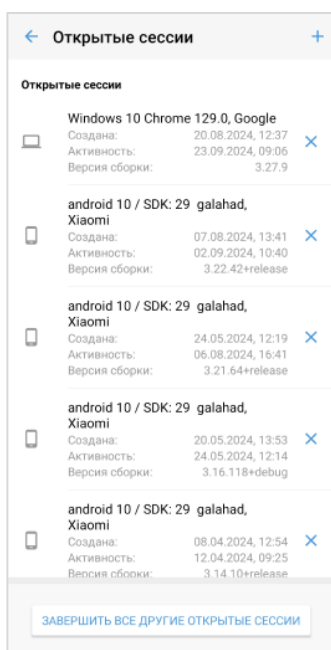 Открытые сессии
Открытые сессии
Windows 10 Chrome 129.0, Google
Создана: 20.08.2024, 12:37
Активность: 23.09.2024, 09:06
Версия сборки: 3.27.9
android 10 / SDK: 29 galahad,
Xiaomi
Создана: 07.08.2024, 13:41
Активность: 02.09.2024, 10:40
Версия сборки: 3.22.42+release
android 10 / SDK: 29 galahad,
Xiaomi
Создана: 24.05.2024, 12:19
Активность: 06.08.2024, 16:41
Версия сборки: 3.21.64+release
android 10 / SDK: 29 galahad,
Xiaomi
Создана: 20.05.2024, 13:53
Активность: 24.05.2024, 12:14
Версия сборки: 3.16.118+debug
android 10 / SDK: 29 galahad,
Xiaomi
Создана: 08.04.2024, 12:54
Активность: 12.04.2024, 09:25
Версия сборки: 3.14.10+release
ЗАВЕРШИТЬ ВСЕ ДРУГИЕ ОТКРЫТЫЕ СЕССИИ